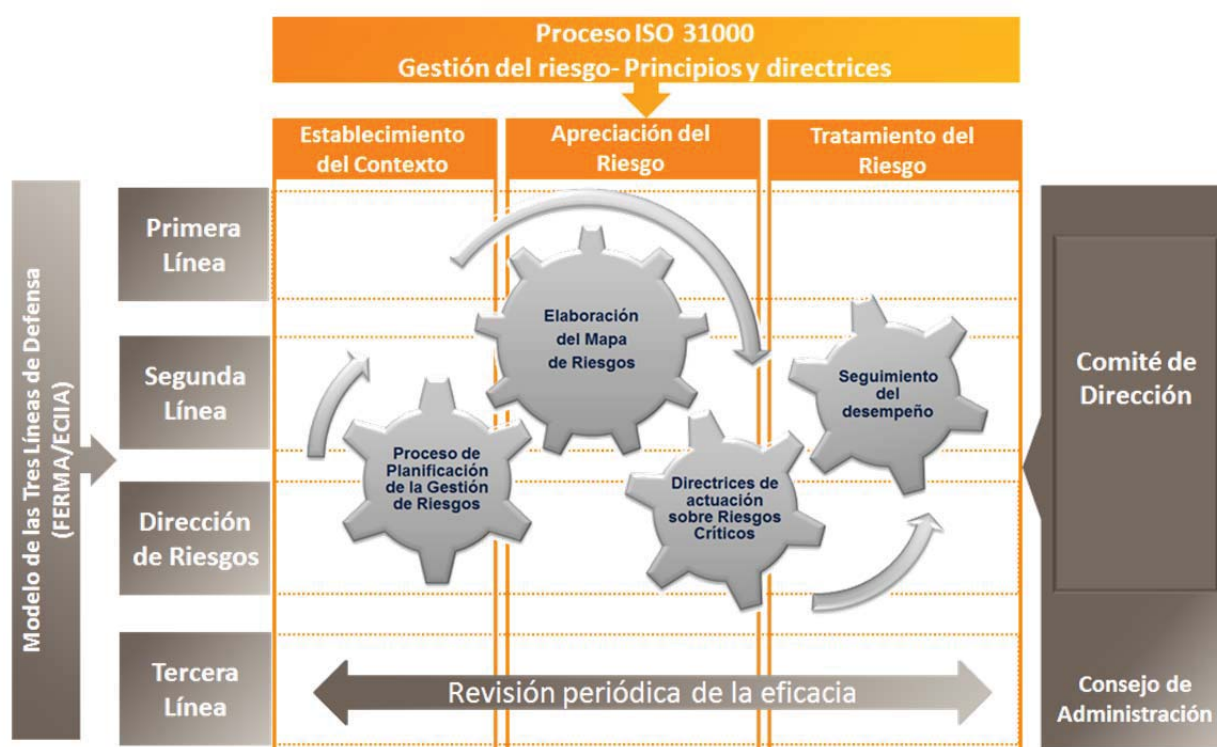 Proceso ISO 31000
Gestión del riesgo- Principios y directrices
Establecimiento
del Contexto
Apreciación del
Riesgo
Tratamiento del
Riesgo
Modelo de las Tres Líneas de Defensa
(FERMA/ECIIA)
Primera
Línea
Segunda
Línea
Dirección
de Riesgos
Tercera
Línea
Proceso de
Planificación
de la Gestión
de Riesgos
Elaboración
del Mapa
de Riesgos
Directrices de
actuación
sobre Riesgos
Críticos
Seguimiento
del
desempeño
Revisión periódica de la eficacia
Comité de
Dirección
Consejo de
Administración